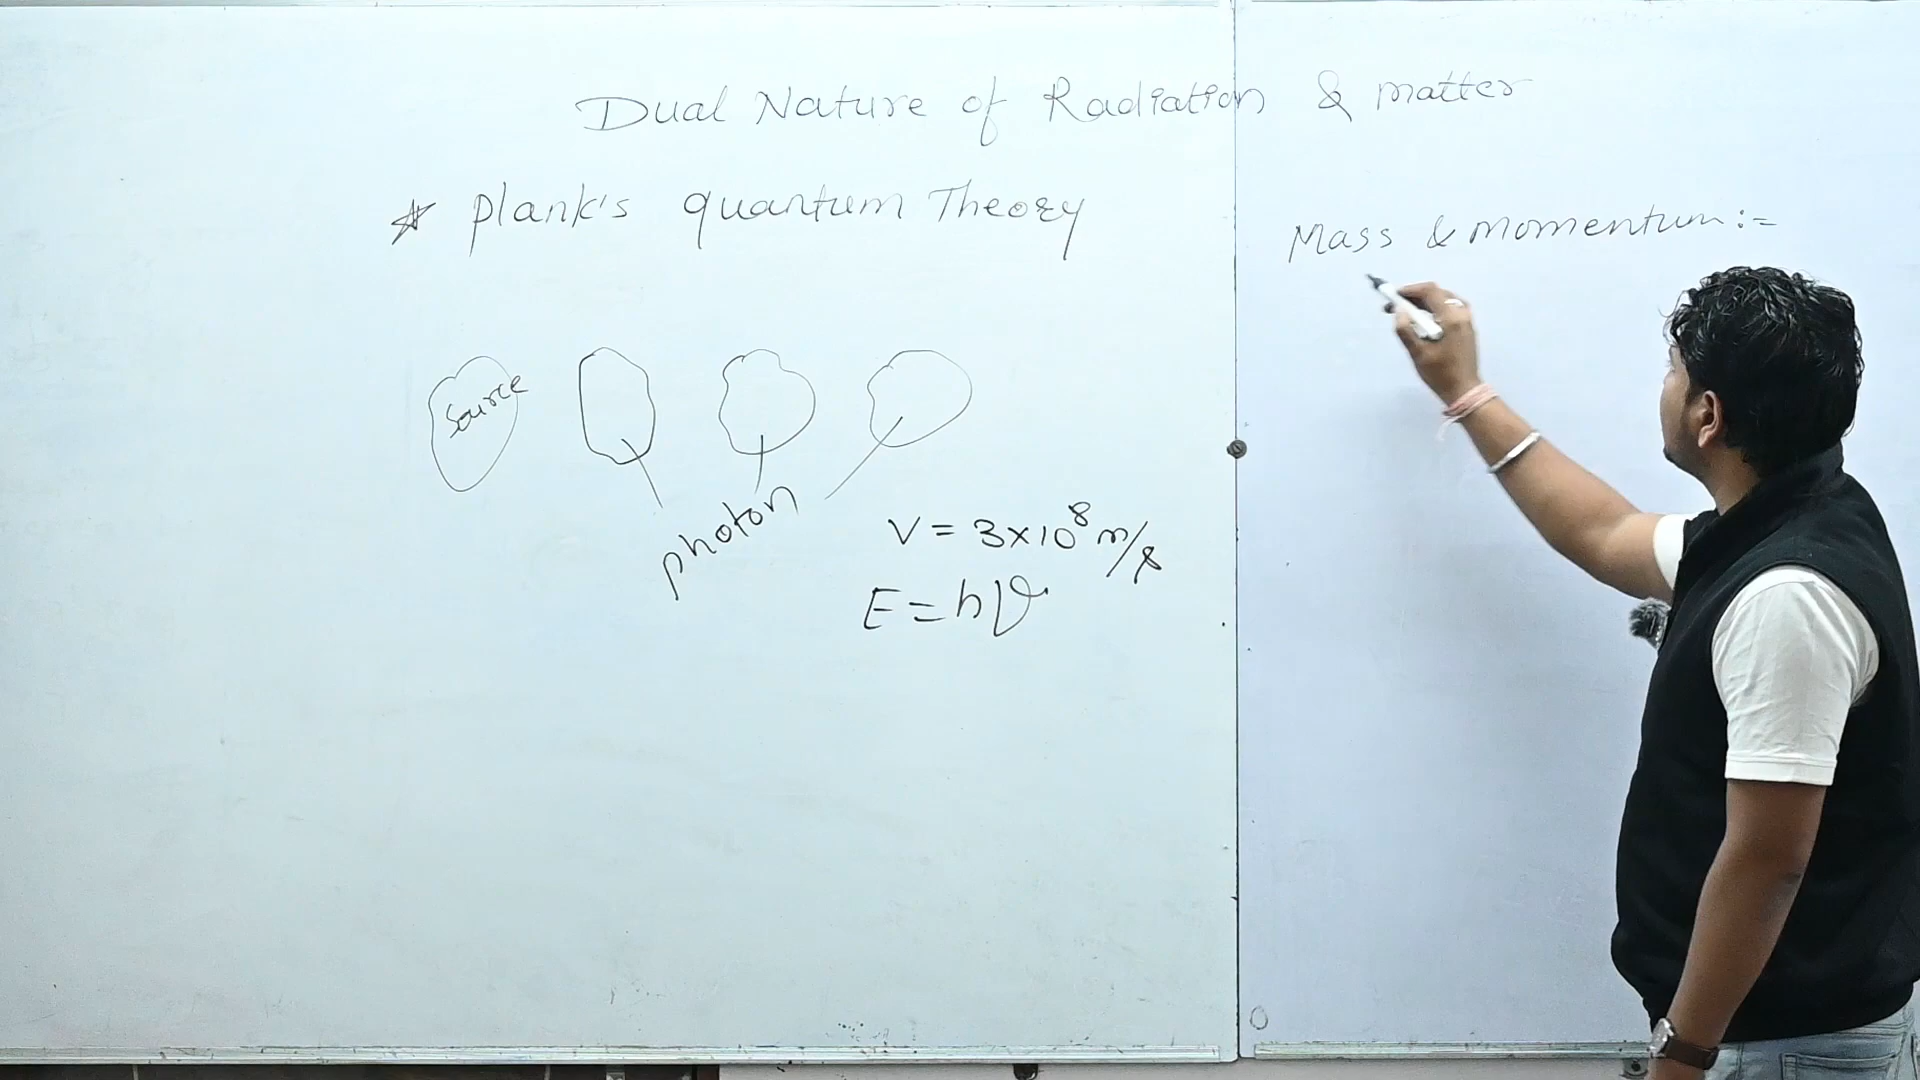 Dual Nature of Radiation & matter
* plank's quantum Theory
Mass & momentum :-
Source
photon
V = 3×10⁸ m/s
E = hν